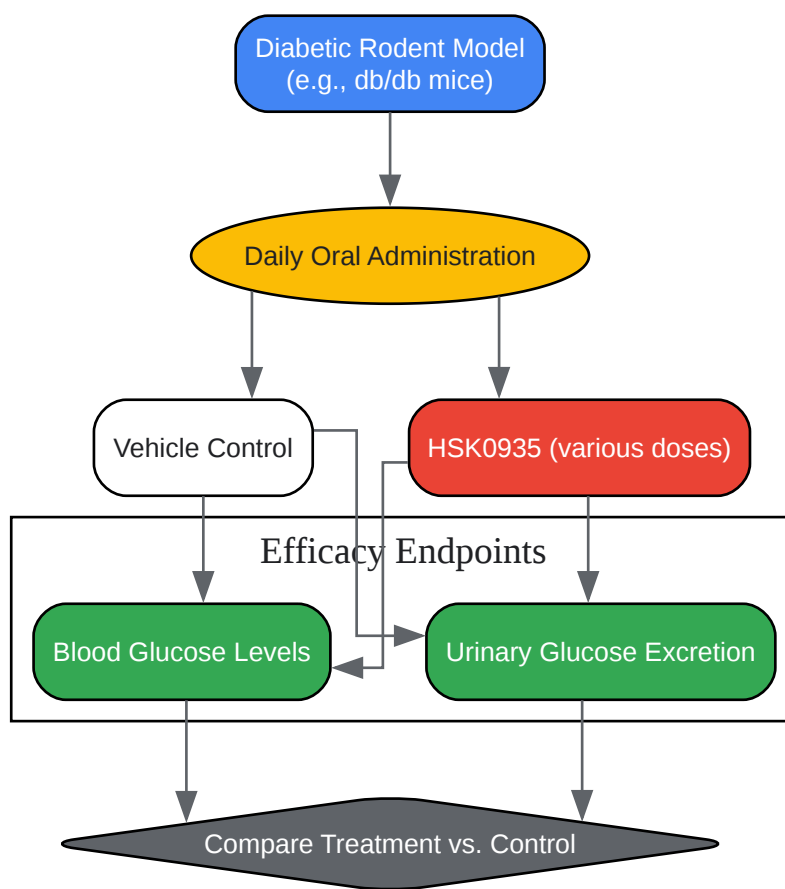 Diabetic Rodent Model
(e.g., db/db mice)
Daily Oral Administration
Vehicle Control
HSK0935 (various doses)
Efficacy Endpoints
Blood Glucose Levels
Urinary Glucose Excretion
Compare Treatment vs. Control